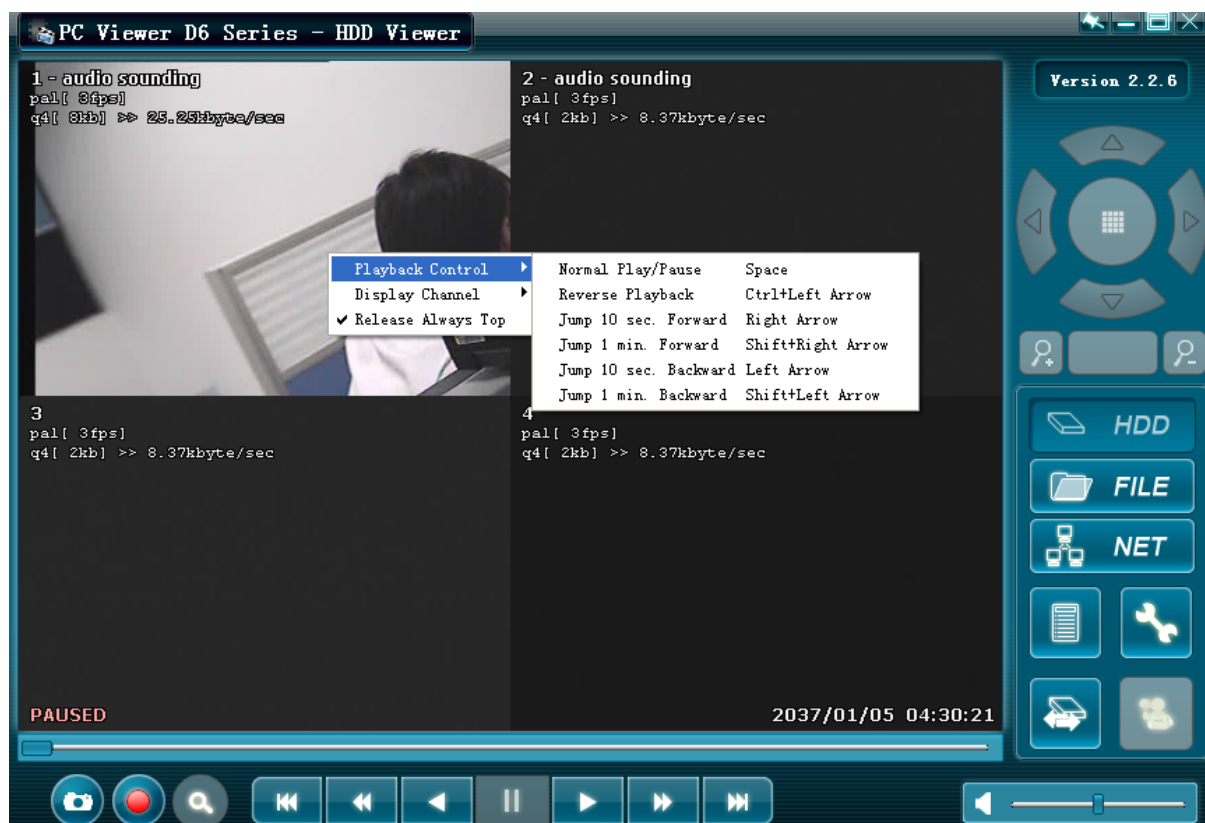 PC Viewer D6 Series - HDD Viewer
Version 2.2.6
1 - audio sounding
pal[ 3fps]
q4[ 8kb] >> 25.25kbyte/sec
2 - audio sounding
pal[ 3fps]
q4[ 2kb] >> 8.37kbyte/sec
Playback Control
Display Channel
Release Always Top
Normal Play/Pause Space
Reverse Playback Ctrl+Left Arrow
Jump 10 sec. Forward Right Arrow
Jump 1 min. Forward Shift+Right Arrow
Jump 10 sec. Backward Left Arrow
Jump 1 min. Backward Shift+Left Arrow
3
pal[ 3fps]
q4[ 2kb] >> 8.37kbyte/sec
4
pal[ 3fps]
q4[ 2kb] >> 8.37kbyte/sec
HDD
FILE
NET
PAUSED
2037/01/05 04:30:21